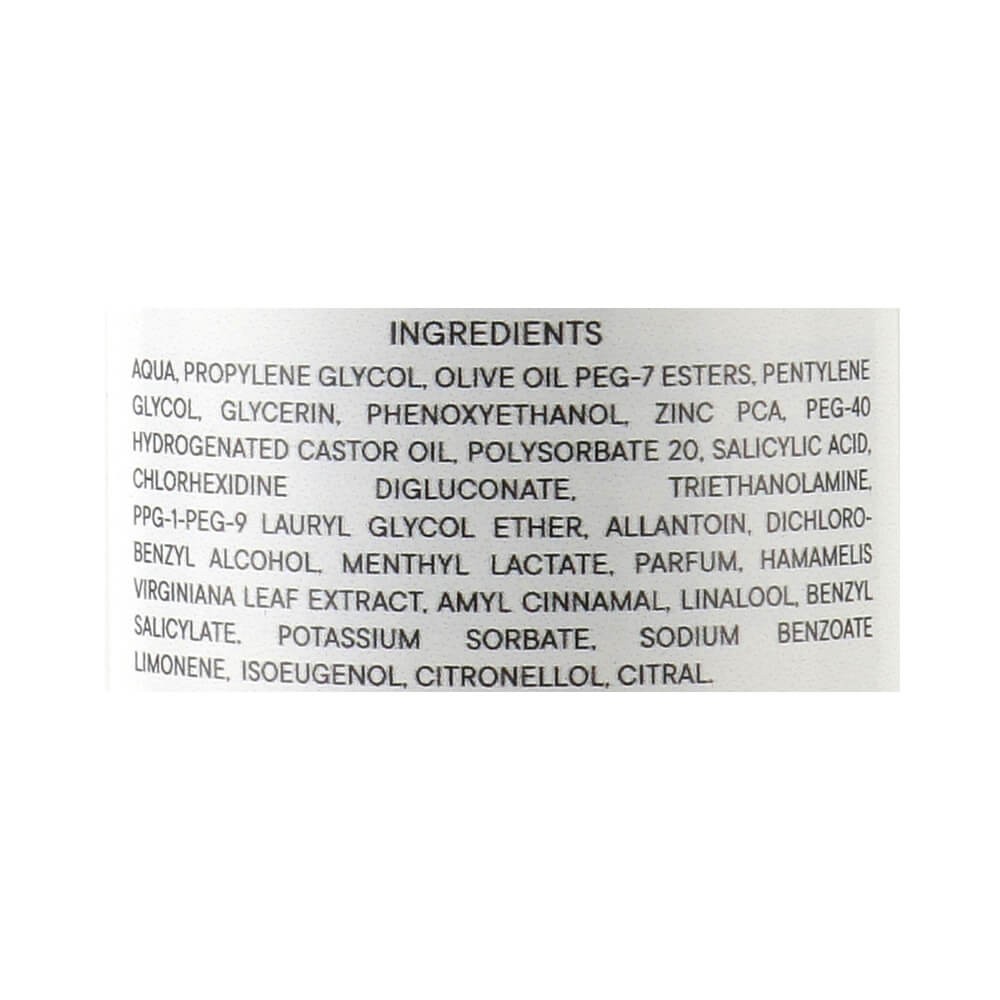 INGREDIENTS
AQUA, PROPYLENE GLYCOL, OLIVE OIL PEG-7 ESTERS, PENTYLENE
GLYCOL, GLYCERIN, PHENOXYETHANOL, ZINC PCA, PEG-40
HYDROGENATED CASTOR OIL, POLYSORBATE 20, SALICYLIC ACID,
CHLORHEXIDINE DIGLUCONATE, TRIETHANOLAMINE,
PPG-1-PEG-9 LAURYL GLYCOL ETHER, ALLANTOIN, DICHLORO-
BENZYL ALCOHOL, MENTHYL LACTATE, PARFUM, HAMAMELIS
VIRGINIANA LEAF EXTRACT, AMYL CINNAMAL, LINALOOL, BENZYL
SALICYLATE, POTASSIUM SORBATE, SODIUM BENZOATE
LIMONENE, ISOEUGENOL, CITRONELLOL, CITRAL.